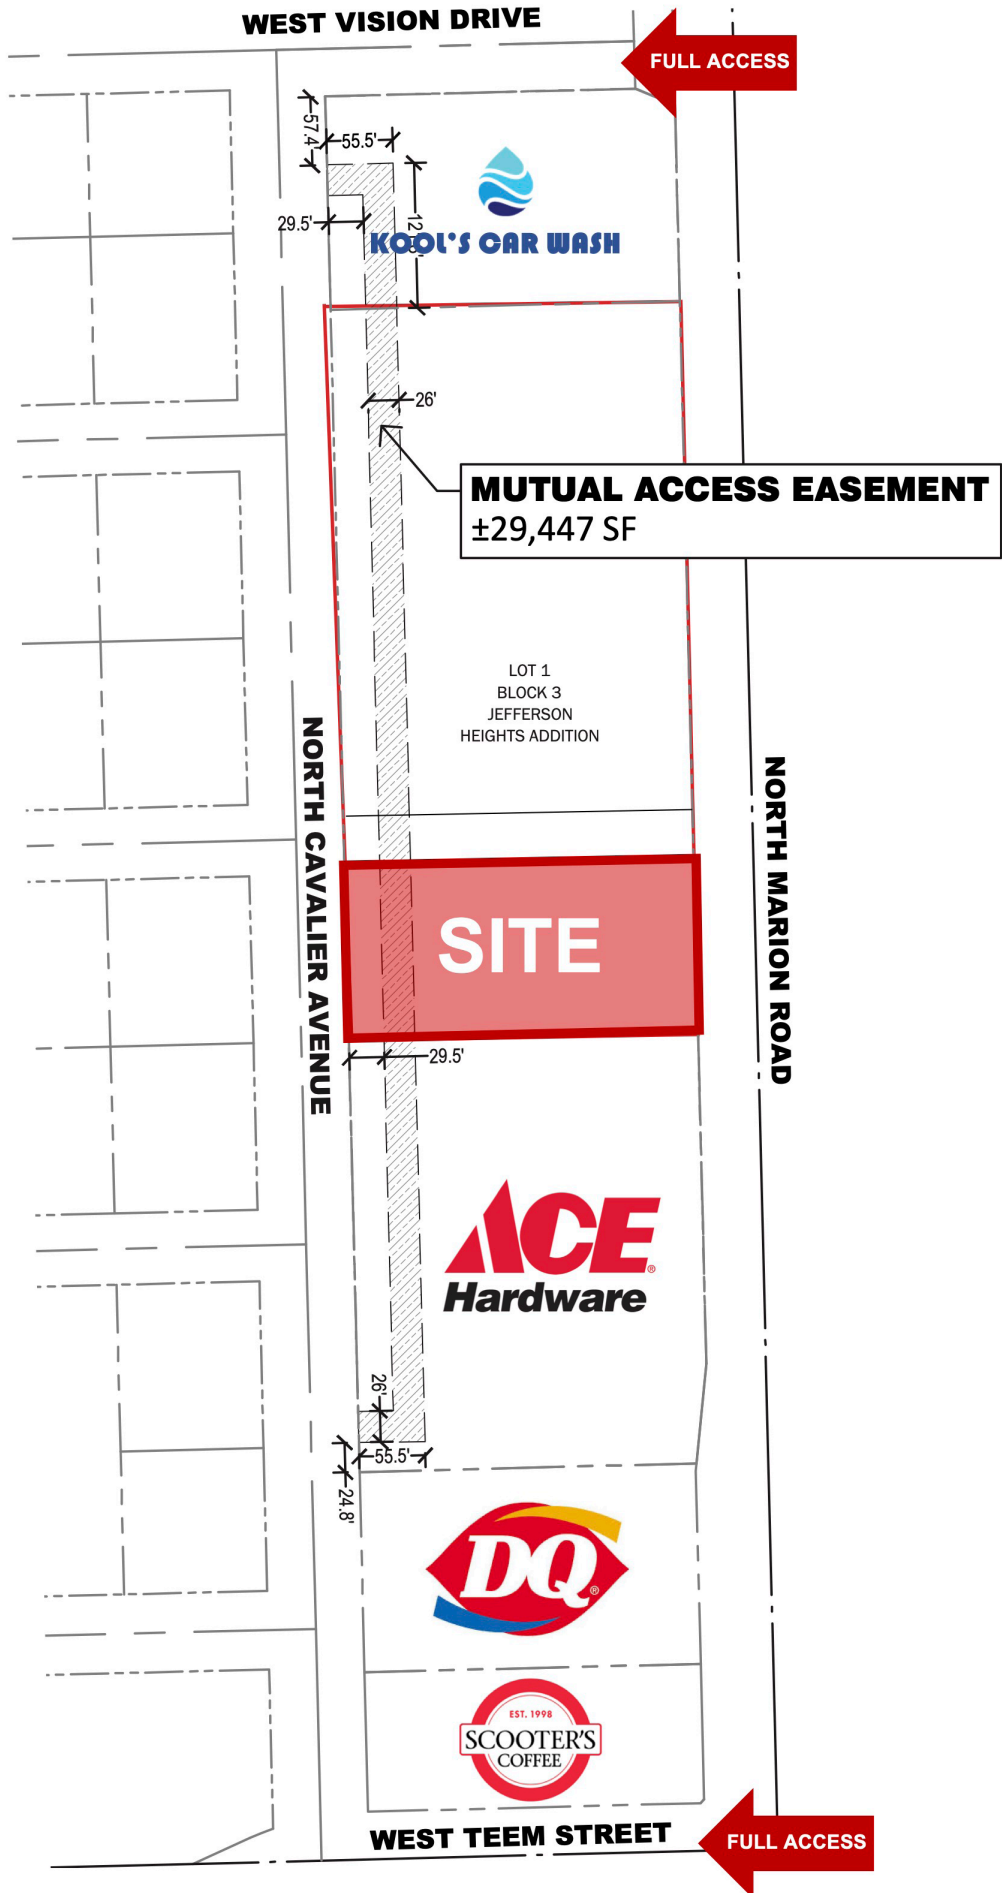 WEST VISION DRIVE
FULL ACCESS
57.4'
55.5'
29.5'
KOOL'S CAR WASH
26'
MUTUAL ACCESS EASEMENT
±29,447 SF
LOT 1
BLOCK 3
JEFFERSON
HEIGHTS ADDITION
NORTH CAVALIER AVENUE
NORTH MARION ROAD
SITE
29.5'
ACE
®
Hardware
26'
55.5'
24.8'
DQ
®
EST. 1998
SCOOTER'S
COFFEE
WEST TEEM STREET
FULL ACCESS